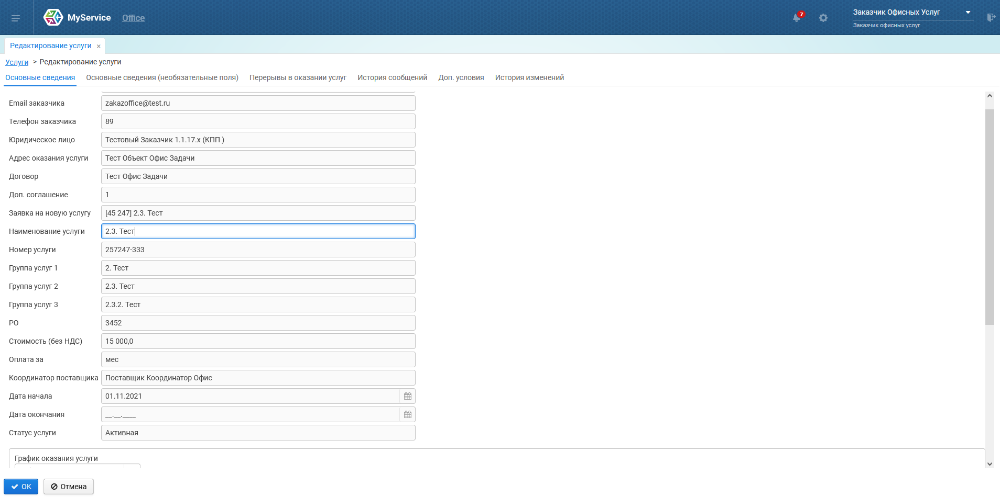 MyService Office
7
Заказчик Офисных Услуг
Заказчик офисных услуг
Редактирование услуги ×
Услуги > Редактирование услуги
Основные сведения Основные сведения (необязательные поля) Перерывы в оказании услуг История сообщений Доп. условия История изменений
Email заказчика zakazoffice@test.ru
Телефон заказчика 89
Юридическое лицо Тестовый Заказчик 1.1.17.x (КПП )
Адрес оказания услуги Тест Объект Офис Задачи
Договор Тест Офис Задачи
Доп. соглашение 1
Заявка на новую услугу [45 247] 2.3. Тест
Наименование услуги 2.3. Тест
Номер услуги 257247-333
Группа услуг 1 2. Тест
Группа услуг 2 2.3. Тест
Группа услуг 3 2.3.2. Тест
РО 3452
Стоимость (без НДС) 15 000,0
Оплата за мес
Координатор поставщика Поставщик Координатор Офис
Дата начала 01.11.2021
Дата окончания __.__.____
Статус услуги Активная
График оказания услуги
OK Отмена